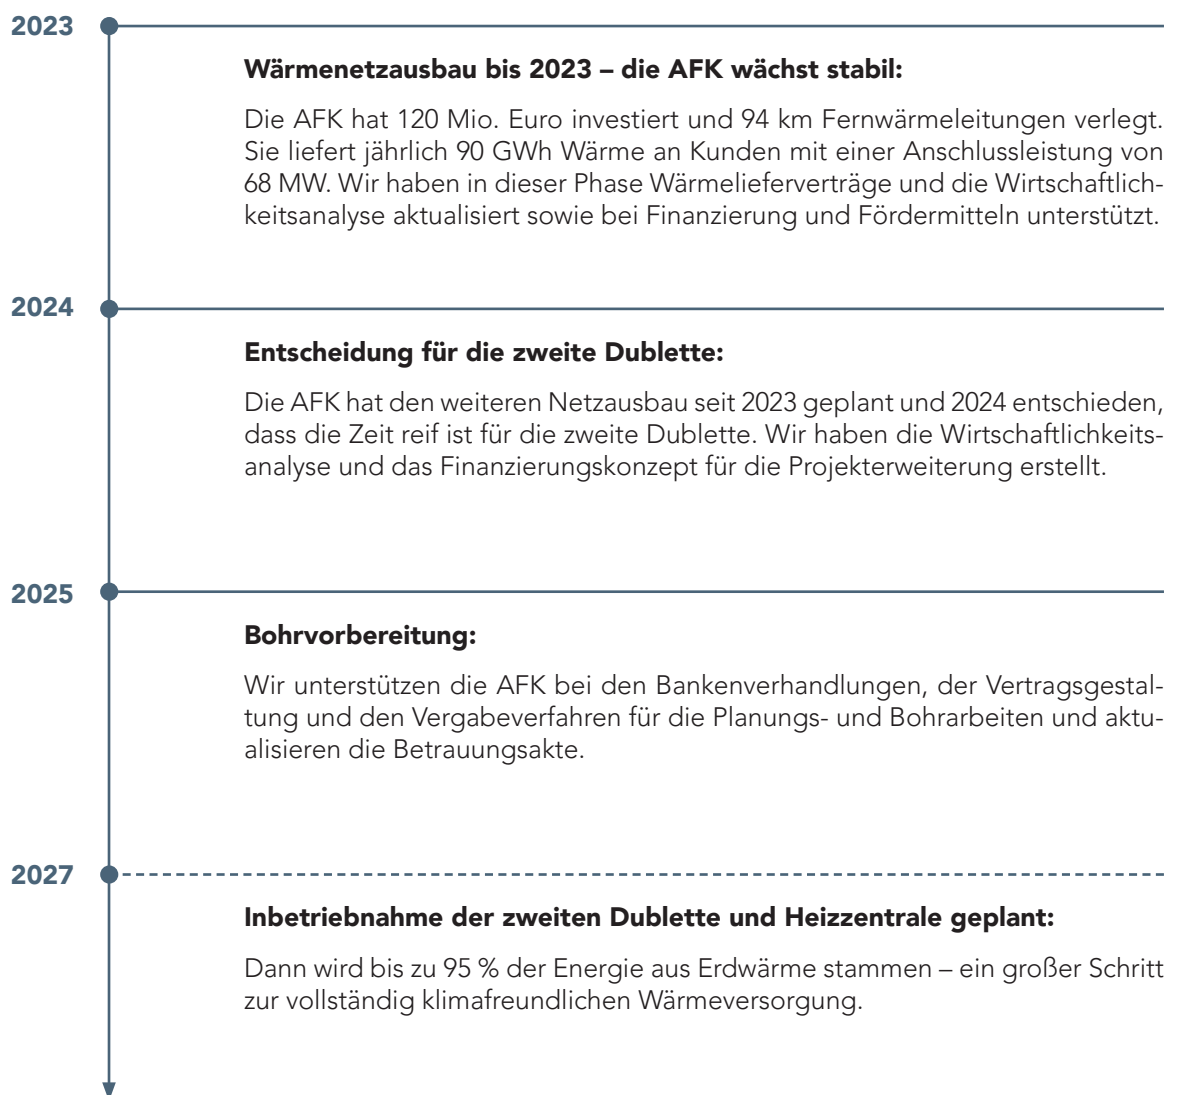 2023
Wärmenetzausbau bis 2023 – die AFK wächst stabil:
Die AFK hat 120 Mio. Euro investiert und 94 km Fernwärmeleitungen verlegt.
Sie liefert jährlich 90 GWh Wärme an Kunden mit einer Anschlussleistung von
68 MW. Wir haben in dieser Phase Wärmelieferverträge und die Wirtschaftlich-
keitsanalyse aktualisiert sowie bei Finanzierung und Fördermitteln unterstützt.
2024
Entscheidung für die zweite Dublette:
Die AFK hat den weiteren Netzausbau seit 2023 geplant und 2024 entschieden,
dass die Zeit reif ist für die zweite Dublette. Wir haben die Wirtschaftlichkeits-
analyse und das Finanzierungskonzept für die Projekterweiterung erstellt.
2025
Bohrvorbereitung:
Wir unterstützen die AFK bei den Bankenverhandlungen, der Vertragsgestal-
tung und den Vergabeverfahren für die Planungs- und Bohrarbeiten und aktu-
alisieren die Betrauungsakte.
2027
Inbetriebnahme der zweiten Dublette und Heizzentrale geplant:
Dann wird bis zu 95 % der Energie aus Erdwärme stammen – ein großer Schritt
zur vollständig klimafreundlichen Wärmeversorgung.